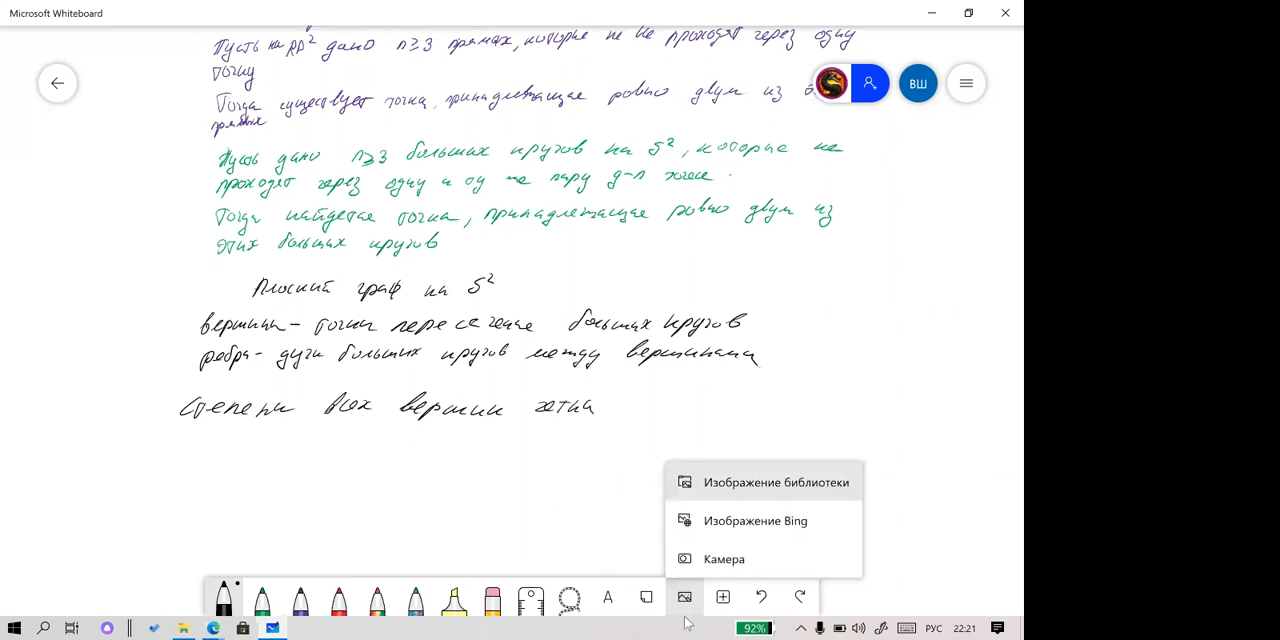 Microsoft Whiteboard
Пусть на RP² дано n≥3 прямых, которые не проходят через одну
точку
ВШ
Тогда существует точка, принадлежащая ровно двум из
прямых
Пусть дано n≥3 больших кругов на S², которые не
проходят через одну и ту же пару д-п точек.
Тогда найдется точка, принадлежащая ровно двум из
этих больших кругов
Плоский граф на S²
вершины – точки пересечения больших кругов
ребра – дуги больших кругов между вершинами
Степени всех вершин четны
Изображение библиотеки
Изображение Bing
Камера
A
92%
РУС
22:21